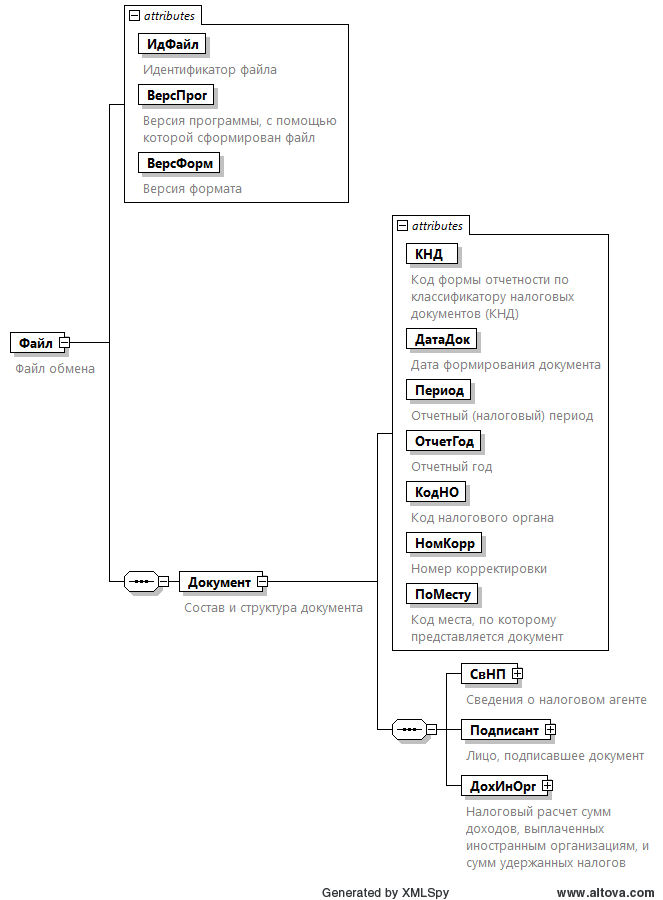 attributes
ИдФайл
Идентификатор файла
ВерсПрог
Версия программы, с помощью
которой сформирован файл
ВерсФорм
Версия формата
Файл
Файл обмена
Документ
Состав и структура документа
attributes
КНД
Код формы отчетности по
классификатору налоговых
документов (КНД)
ДатаДок
Дата формирования документа
Период
Отчетный (налоговый) период
ОтчетГод
Отчетный год
КодНО
Код налогового органа
НомКорр
Номер корректировки
ПоМесту
Код места, по которому
представляется документ
СвНП
Сведения о налоговом агенте
Подписант
Лицо, подписавшее документ
ДохИнОрг
Налоговый расчет сумм
доходов, выплаченных
иностранным организациям, и
сумм удержанных налогов
Generated by XMLSpy
www.altova.com